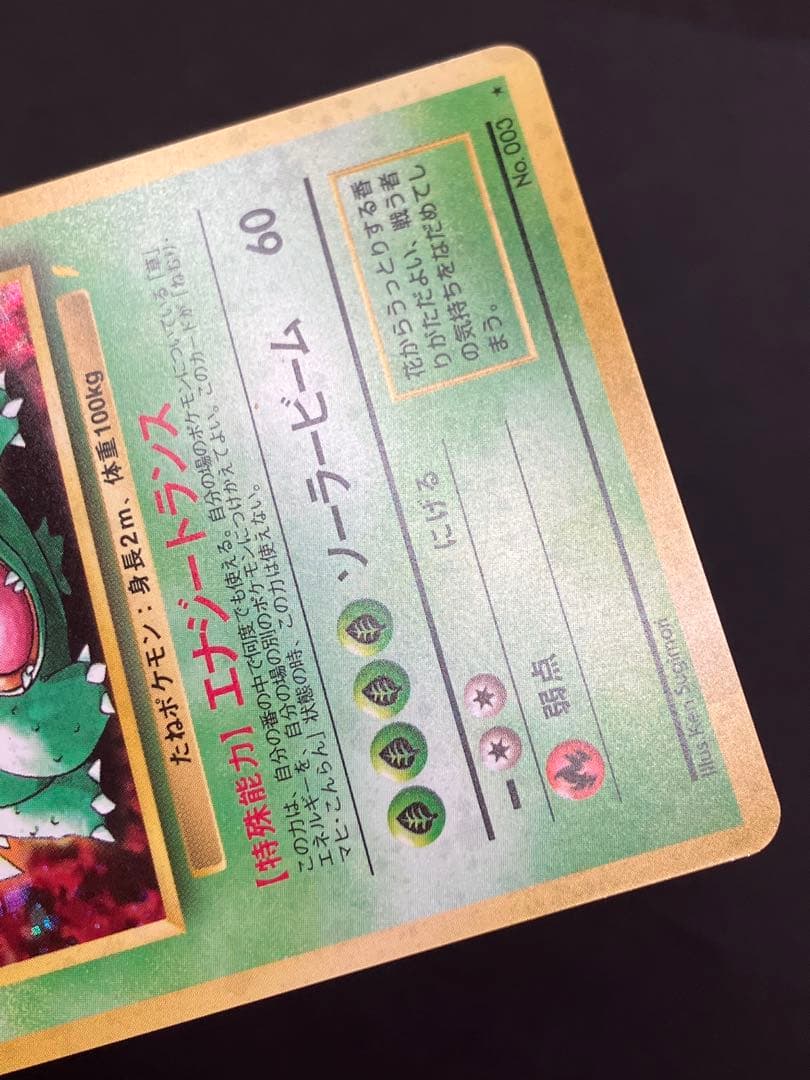 たねポケモン：身長2m、体重100kg
【特殊能力】エナジートランス
この力は、自分の番の中で何度でも使える。自分の場のポケモンについている「草」
エネルギーを、自分の場の別のポケモンにつけかえてよい。このカードが「ねむり・
マヒ・こんらん」状態の時、この力は使えない。
ソーラービーム 60
にげる
弱点
花からうっとりする香
りがただよい、戦う者
の気持ちをなだめてし
まう。
Illus. Ken Sugimori
No. 003 ★